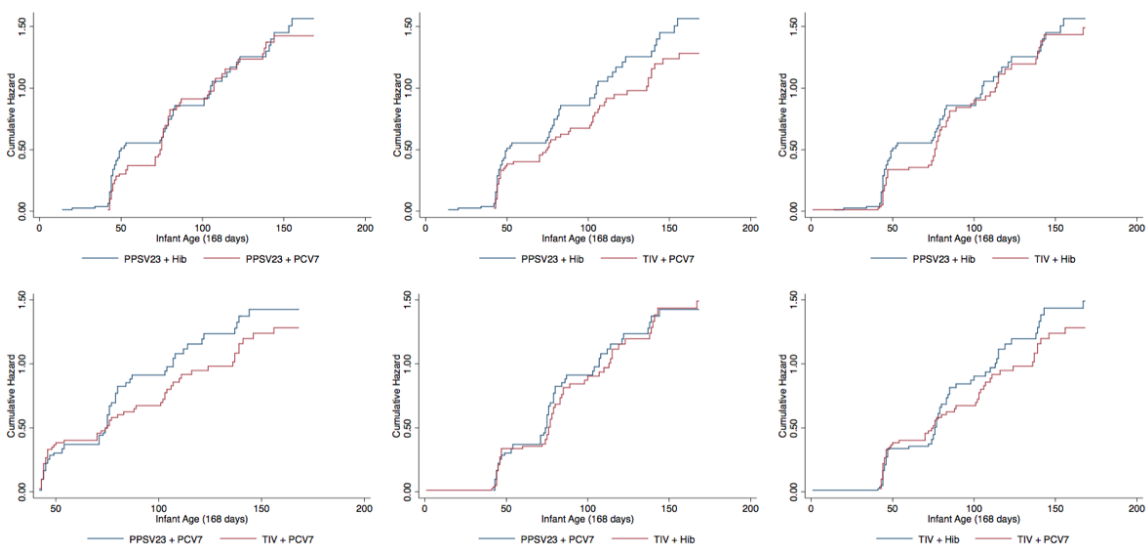 1.50
1.00
0.50
0.00
Cumulative Hazard
0 50 100 150 200
Infant Age (168 days)
PPSV23 + Hib PPSV23 + PCV7
1.50
1.00
0.50
0.00
Cumulative Hazard
0 50 100 150 200
Infant Age (168 days)
PPSV23 + Hib TIV + PCV7
1.50
1.00
0.50
0.00
Cumulative Hazard
0 50 100 150 200
Infant Age (168 days)
PPSV23 + Hib TIV + Hib
1.50
1.00
0.50
0.00
Cumulative Hazard
50 100 150 200
Infant Age (168 days)
PPSV23 + PCV7 TIV + PCV7
1.50
1.00
0.50
0.00
Cumulative Hazard
0 50 100 150 200
Infant Age (168 days)
PPSV23 + PCV7 TIV + Hib
1.50
1.00
0.50
0.00
Cumulative Hazard
0 50 100 150 200
Infant Age (168 days)
TIV + Hib TIV + PCV7